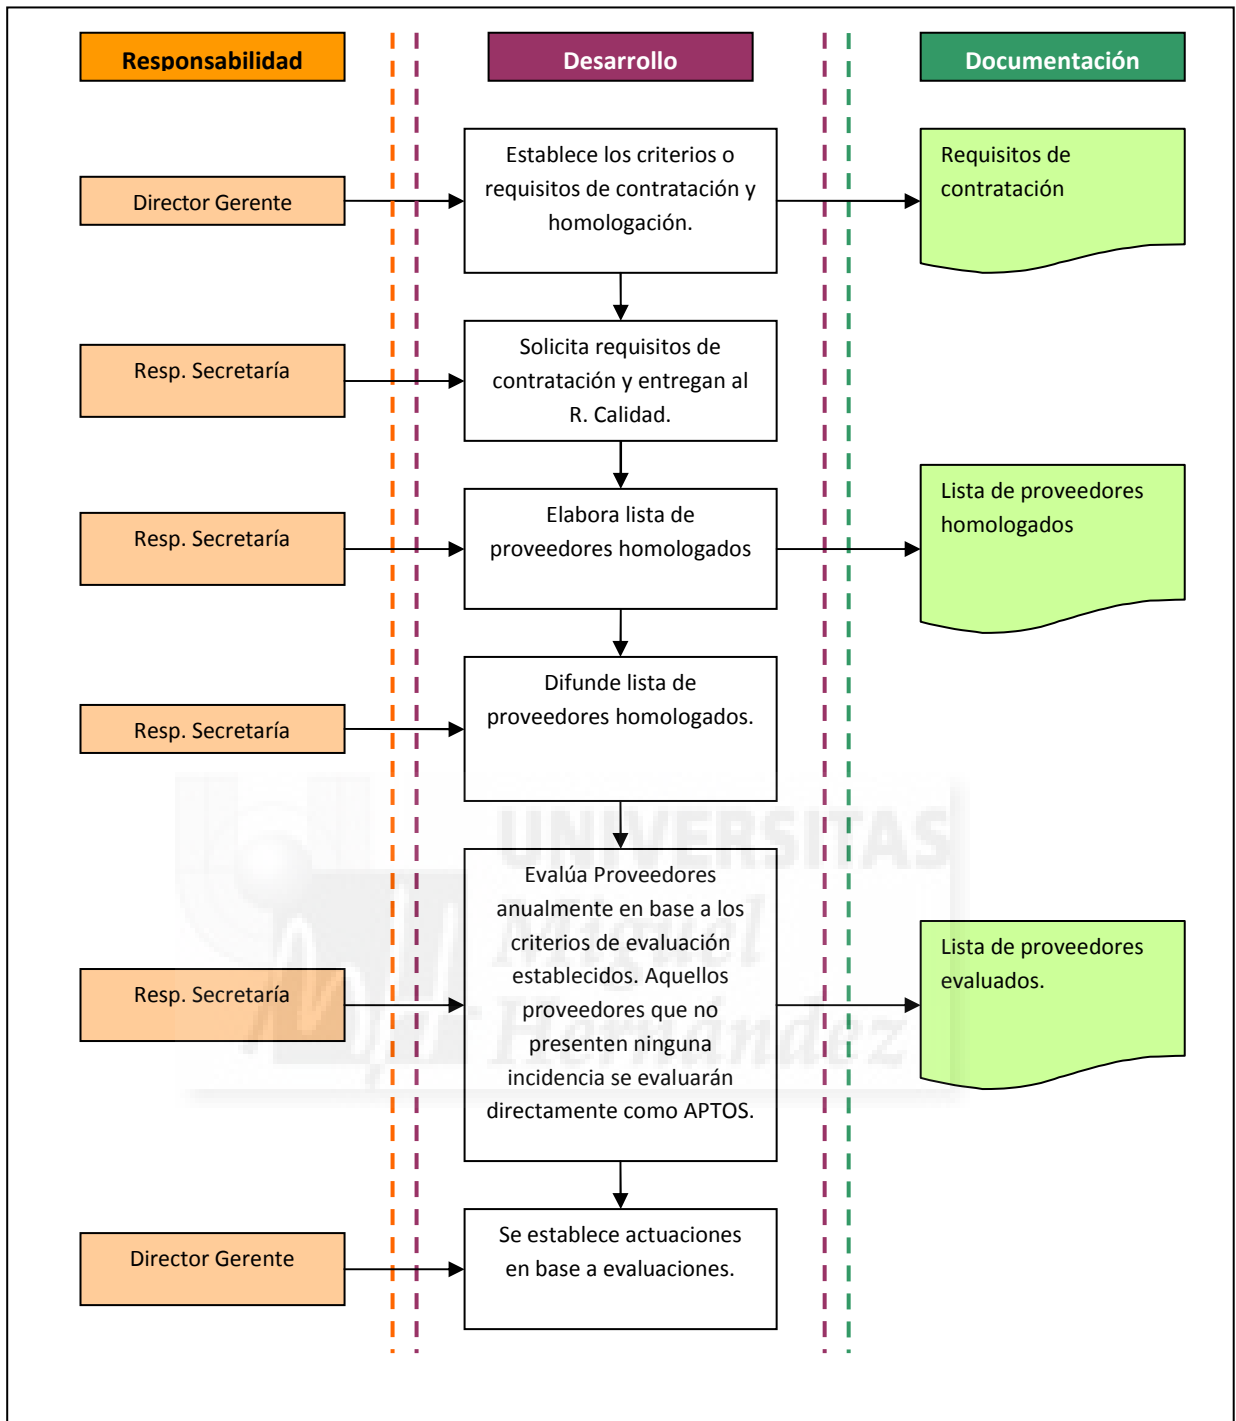 Responsabilidad
Desarrollo
Documentación
Director Gerente
Establece los criterios o
requisitos de contratación y
homologación.
Requisitos de
contratación
Resp. Secretaría
Solicita requisitos de
contratación y entregan al
R. Calidad.
Resp. Secretaría
Elabora lista de
proveedores homologados
Lista de proveedores
homologados
Resp. Secretaría
Difunde lista de
proveedores homologados.
Resp. Secretaría
Evalúa Proveedores
anualmente en base a los
criterios de evaluación
establecidos. Aquellos
proveedores que no
presenten ninguna
incidencia se evaluarán
directamente como APTOS.
Lista de proveedores
evaluados.
Director Gerente
Se establece actuaciones
en base a evaluaciones.
UNIVERSITAS
Miguel
Hernández